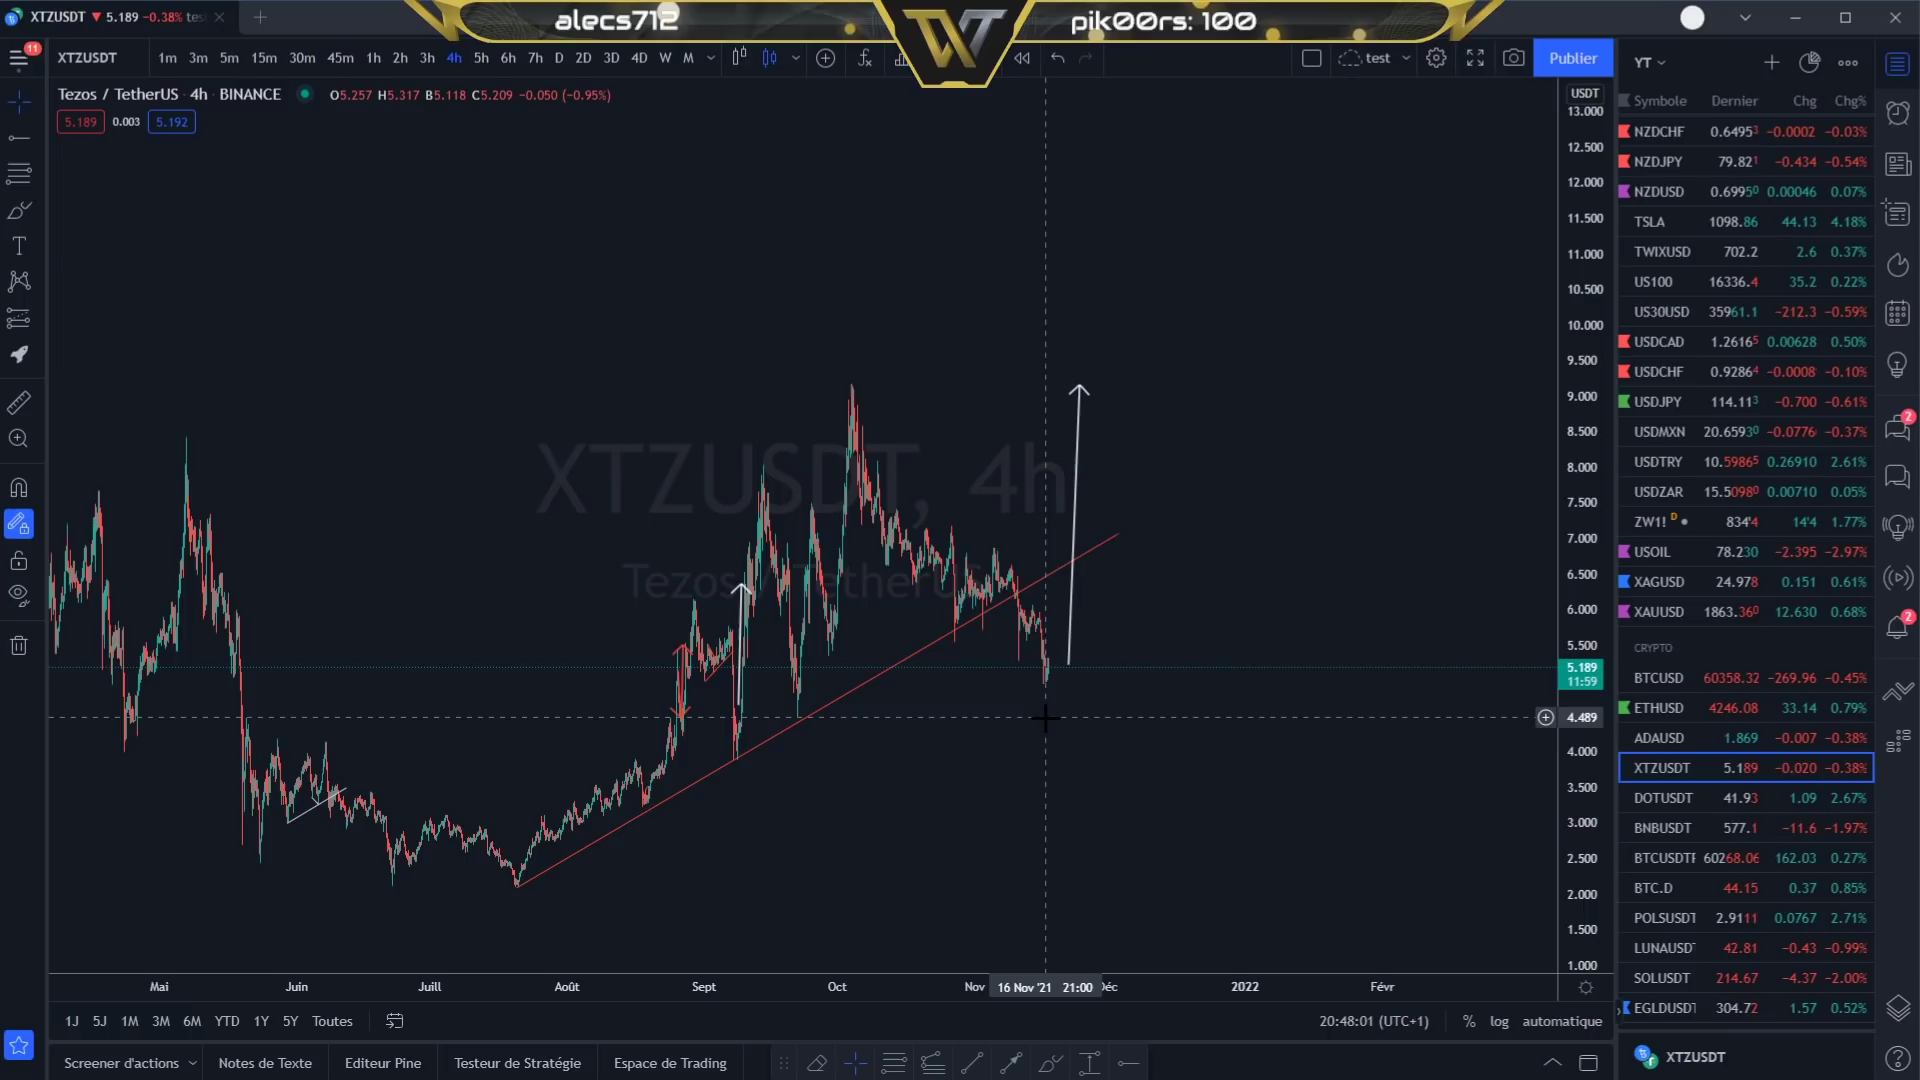 XTZUSDT ▼ 5.189 −0.38% tes
alecs712
pik00rs: 100
11
XTZUSDT
1m 3m 5m 15m 30m 45m 1h 2h 3h 4h 5h 6h 7h D 2D 3D 4D W M
test
Publier
YT
Tezos / TetherUS 4h BINANCE O5.257 H5.317 B5.118 C5.209 −0.050 (−0.95%)
5.189 0.003 5.192
USDT
13.000
12.500
12.000
11.500
11.000
10.500
10.000
9.500
9.000
8.500
8.000
7.500
7.000
6.500
6.000
5.500
5.189
11:59
4.489
4.000
3.500
3.000
2.500
2.000
1.500
1.000
XTZUSDT, 4h
Tezos / TetherUS
Symbole Dernier Chg Chg%
NZDCHF 0.64953 −0.0002 −0.03%
NZDJPY 79.821 −0.434 −0.54%
NZDUSD 0.69950 0.00046 0.07%
TSLA 1098.86 44.13 4.18%
TWIXUSD 702.2 2.6 0.37%
US100 16336.4 35.2 0.22%
US30USD 35961.1 −212.3 −0.59%
USDCAD 1.26165 0.00628 0.50%
USDCHF 0.92864 −0.0008 −0.10%
USDJPY 114.113 −0.700 −0.61%
USDMXN 20.65930 −0.0776 −0.37%
USDTRY 10.59865 0.26910 2.61%
USDZAR 15.50980 0.00710 0.05%
ZW1! D 834'4 14'4 1.77%
USOIL 78.230 −2.395 −2.97%
XAGUSD 24.978 0.151 0.61%
XAUUSD 1863.360 12.630 0.68%
CRYPTO
BTCUSD 60358.32 −269.96 −0.45%
ETHUSD 4246.08 33.14 0.79%
ADAUSD 1.869 −0.007 −0.38%
XTZUSDT 5.189 −0.020 −0.38%
DOTUSDT 41.93 1.09 2.67%
BNBUSDT 577.1 −11.6 −1.97%
BTCUSDTF 60268.06 162.03 0.27%
BTC.D 44.15 0.37 0.85%
POLSUSDT 2.9111 0.0767 2.71%
LUNAUSDT 42.81 −0.43 −0.99%
SOLUSDT 214.67 −4.37 −2.00%
EGLDUSDT 304.72 1.57 0.52%
2
2
Mai Juin Juill Août Sept Oct Nov 16 Nov '21 21:00 Déc 2022 Févr
1J 5J 1M 3M 6M YTD 1Y 5Y Toutes
20:48:01 (UTC+1) % log automatique
Screener d'actions Notes de Texte Editeur Pine Testeur de Stratégie Espace de Trading
XTZUSDT